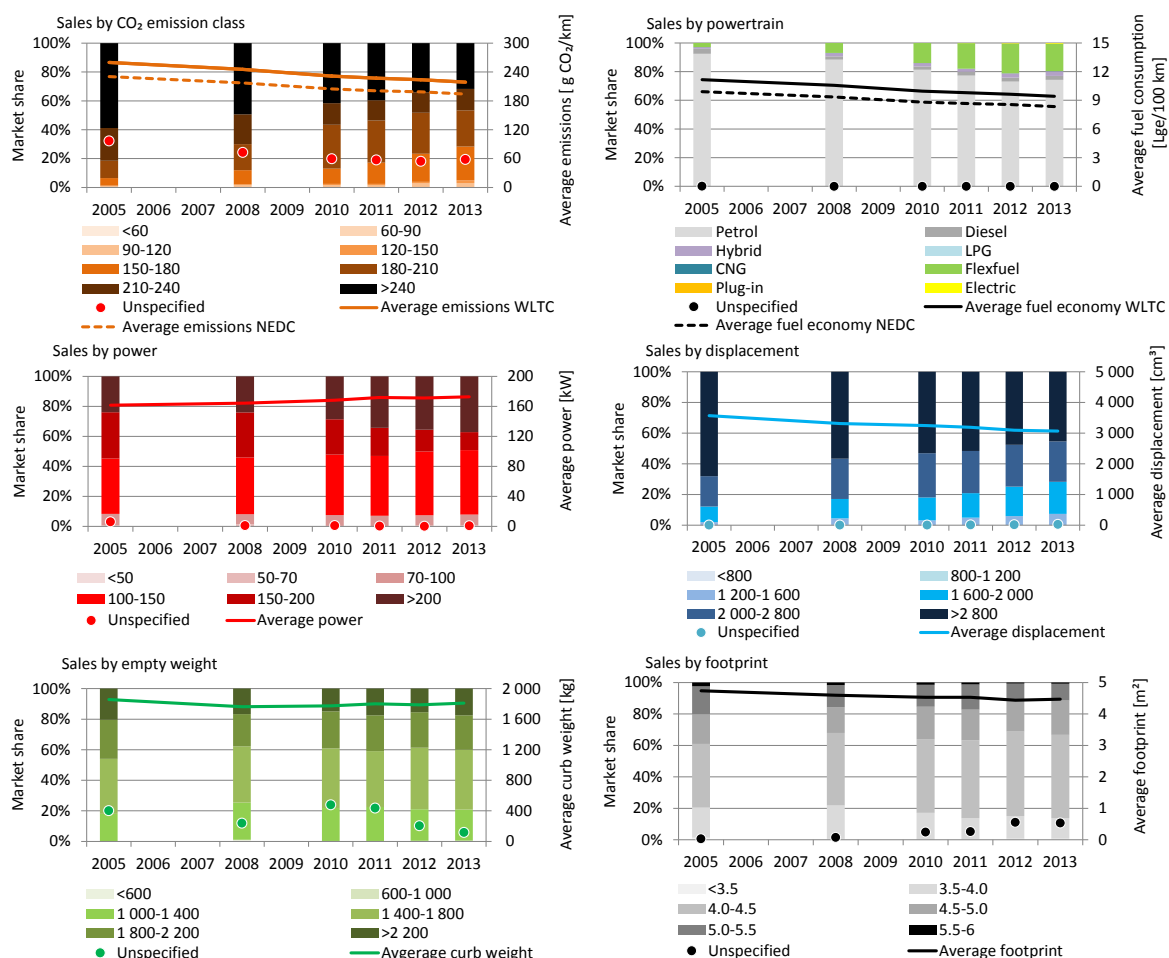 Sales by CO₂ emission class
Market share
100%
80%
60%
40%
20%
0%
300
240
180
120
60
0
Average emissions [ g CO₂/km]
2005 2006 2007 2008 2009 2010 2011 2012 2013
<60 60-90
90-120 120-150
150-180 180-210
210-240 >240
Unspecified Average emissions WLTC
Average emissions NEDC
Sales by powertrain
Market share
100%
80%
60%
40%
20%
0%
15
12
9
6
3
0
Average fuel consumption
[Lge/100 km]
2005 2006 2007 2008 2009 2010 2011 2012 2013
Petrol Diesel
Hybrid LPG
CNG Flexfuel
Plug-in Electric
Unspecified Average fuel economy WLTC
Average fuel economy NEDC
Sales by power
Market share
100%
80%
60%
40%
20%
0%
200
160
120
80
40
0
Average power [kW]
2005 2006 2007 2008 2009 2010 2011 2012 2013
<50 50-70 70-100
100-150 150-200 >200
Unspecified Average power
Sales by displacement
Market share
100%
80%
60%
40%
20%
0%
5 000
4 000
3 000
2 000
1 000
0
Average displacement [cm³]
2005 2006 2007 2008 2009 2010 2011 2012 2013
<800 800-1 200
1 200-1 600 1 600-2 000
2 000-2 800 >2 800
Unspecified Average displacement
Sales by empty weight
Market share
100%
80%
60%
40%
20%
0%
2 000
1 600
1 200
800
400
0
Average curb weight [kg]
2005 2006 2007 2008 2009 2010 2011 2012 2013
<600 600-1 000
1 000-1 400 1 400-1 800
1 800-2 200 >2 200
Unspecified Avgerage curb weight
Sales by footprint
Market share
100%
80%
60%
40%
20%
0%
5
4
3
2
1
0
Average footprint [m²]
2005 2006 2007 2008 2009 2010 2011 2012 2013
<3.5 3.5-4.0
4.0-4.5 4.5-5.0
5.0-5.5 5.5-6
Unspecified Average footprint